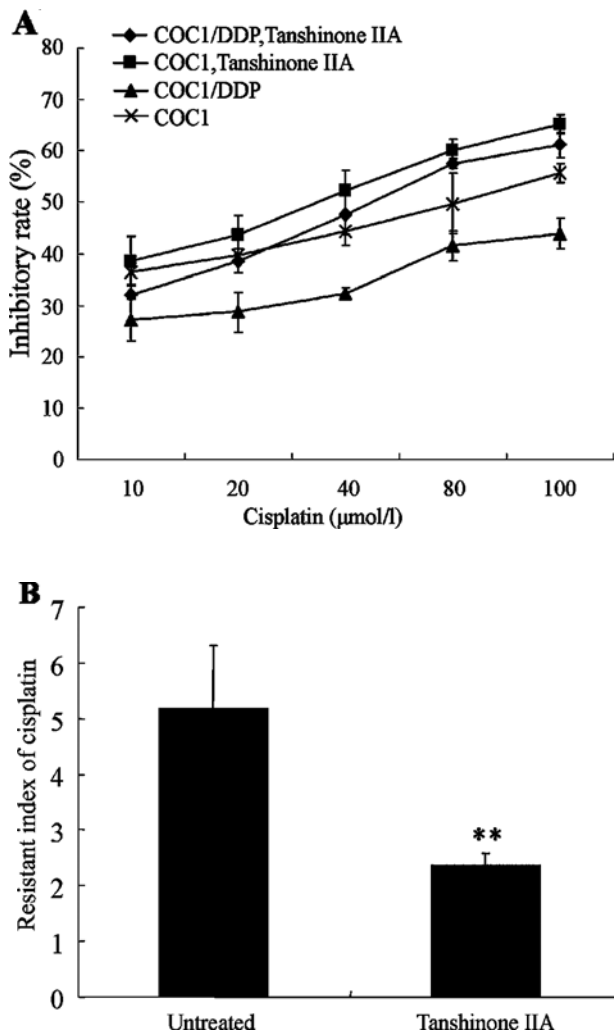 A
COC1/DDP,Tanshinone IIA
COC1,Tanshinone IIA
COC1/DDP
COC1
80
70
60
50
40
30
20
10
0
Inhibitory rate (%)
10 20 40 80 100
Cisplatin (μmol/l)
B
7
6
5
4
3
2
1
0
Resistant index of cisplatin
**
Untreated Tanshinone IIA